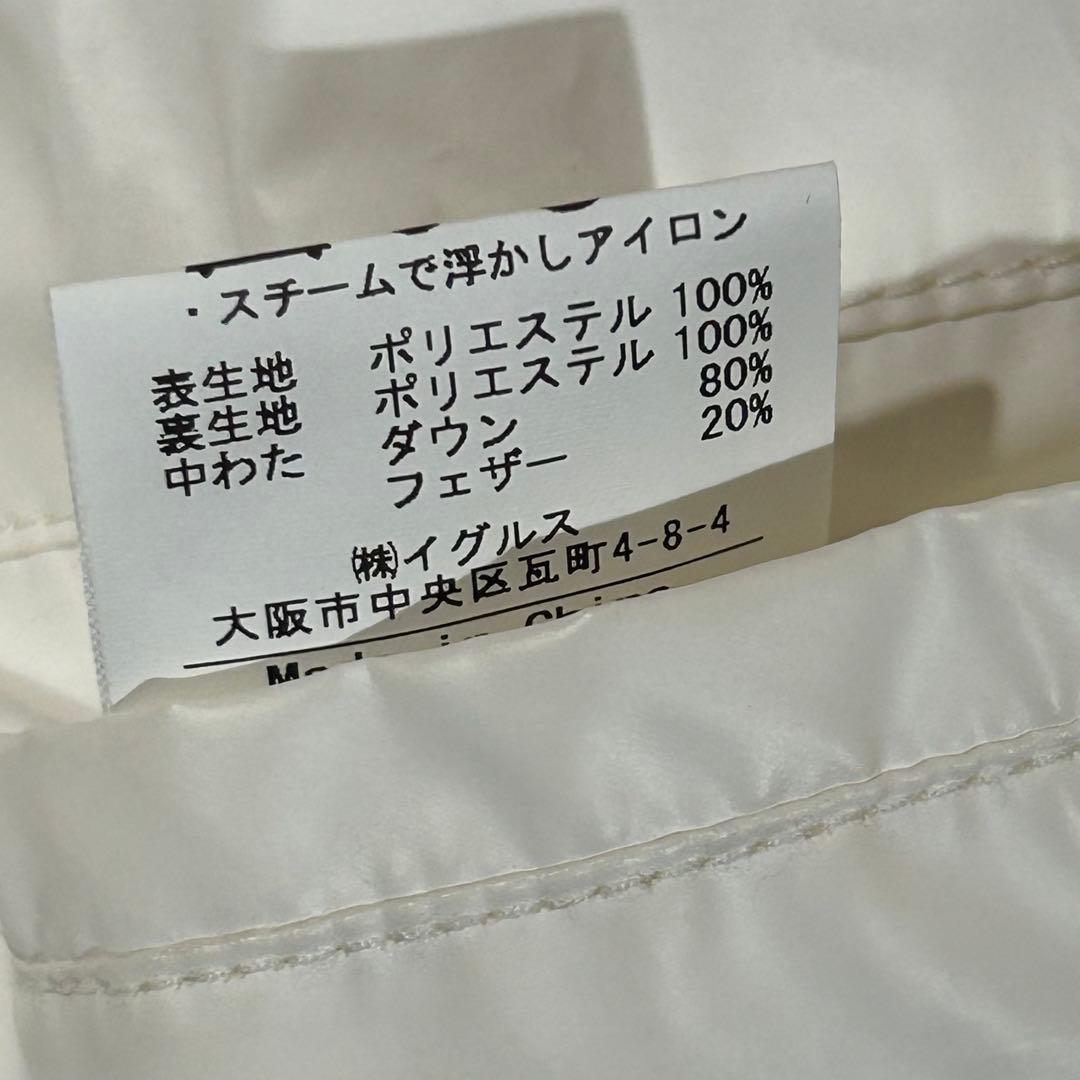 ・スチームで浮かしアイロン
表生地 ポリエステル 100%
裏生地 ポリエステル 100%
中わた ダウン 80%
フェザー 20%
㈱イグルス
大阪市中央区瓦町4-8-4
Made in China